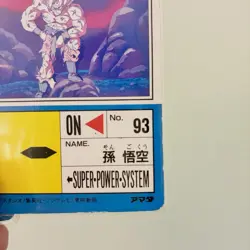 ON No. 93
NAME.
そん ごくう
孫 悟空
SUPER・POWER・SYSTEM
アマダ